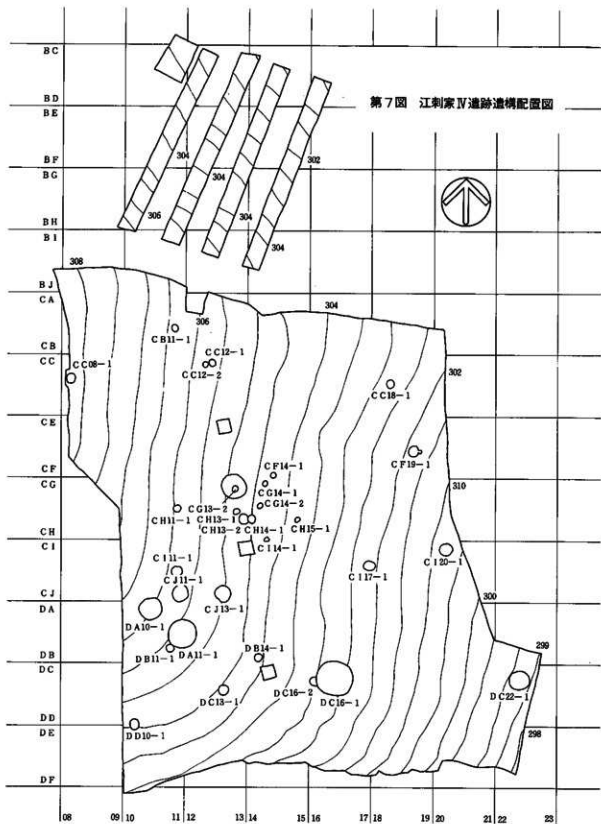 第7図 江刺家Ⅳ遺跡遺構配置図
BC
BD
BE
BF
BG
BH
BI
BJ
CA
CB
CC
CE
CF
CG
CH
CI
CJ
DA
DB
DC
DD
DE
DF
304
302
304
306
304
304
308
306
304
302
310
300
299
298
CB11-1
CC08-1
CC12-1
CC12-2
CC18-1
CF19-1
CF14-1
CG14-1
CG13-2
CG14-2
CH11-1
CH13-1
CH13-2
CH14-1
CH15-1
CI14-1
CI11-1
CJ11-1
CI17-1
CI20-1
CJ13-1
DA10-1
DA11-1
DB11-1
DB14-1
DC16-2
DC16-1
DC22-1
DC13-1
DD10-1
08 09 10 11 12 13 14 15 16 17 18 19 20 21 22 23